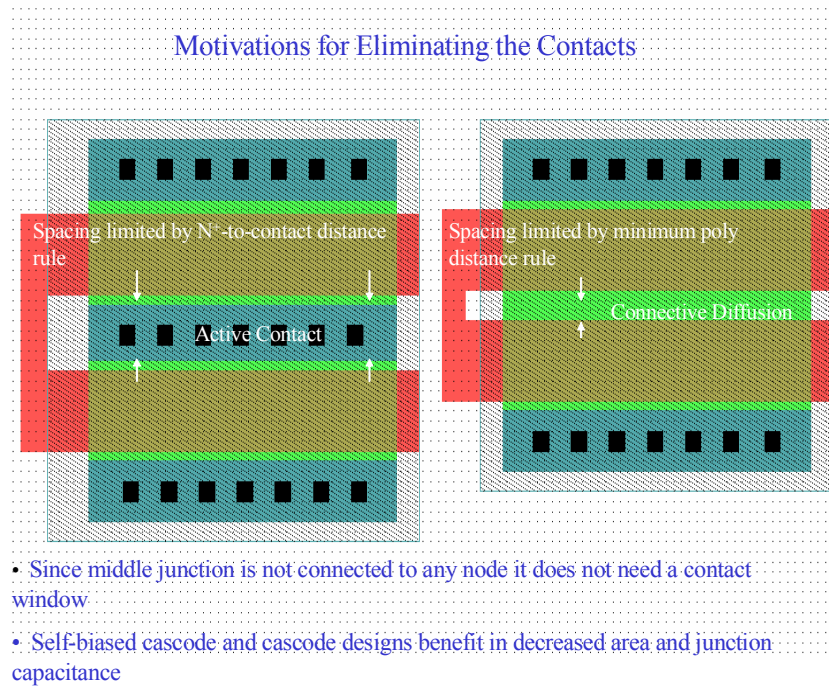 Motivations for Eliminating the Contacts
Spacing limited by N+-to-contact distance
rule
Active Contact
Spacing limited by minimum poly
distance rule
Connective Diffusion
• Since middle junction is not connected to any node it does not need a contact
window
• Self-biased cascode and cascode designs benefit in decreased area and junction
capacitance